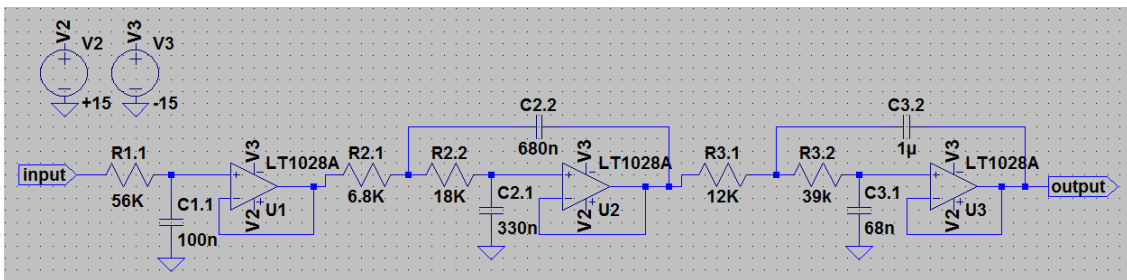 V2
V2
+15
V3
V3
-15
input
R1.1
56K
C1.1
100n
V3
LT1028A
+
−
−
+
V2
U1
R2.1
6.8K
R2.2
18K
C2.2
680n
C2.1
330n
V3
LT1028A
+
−
−
+
V2
U2
R3.1
12K
R3.2
39k
C3.2
1µ
C3.1
68n
V3
LT1028A
+
−
−
+
V2
U3
output